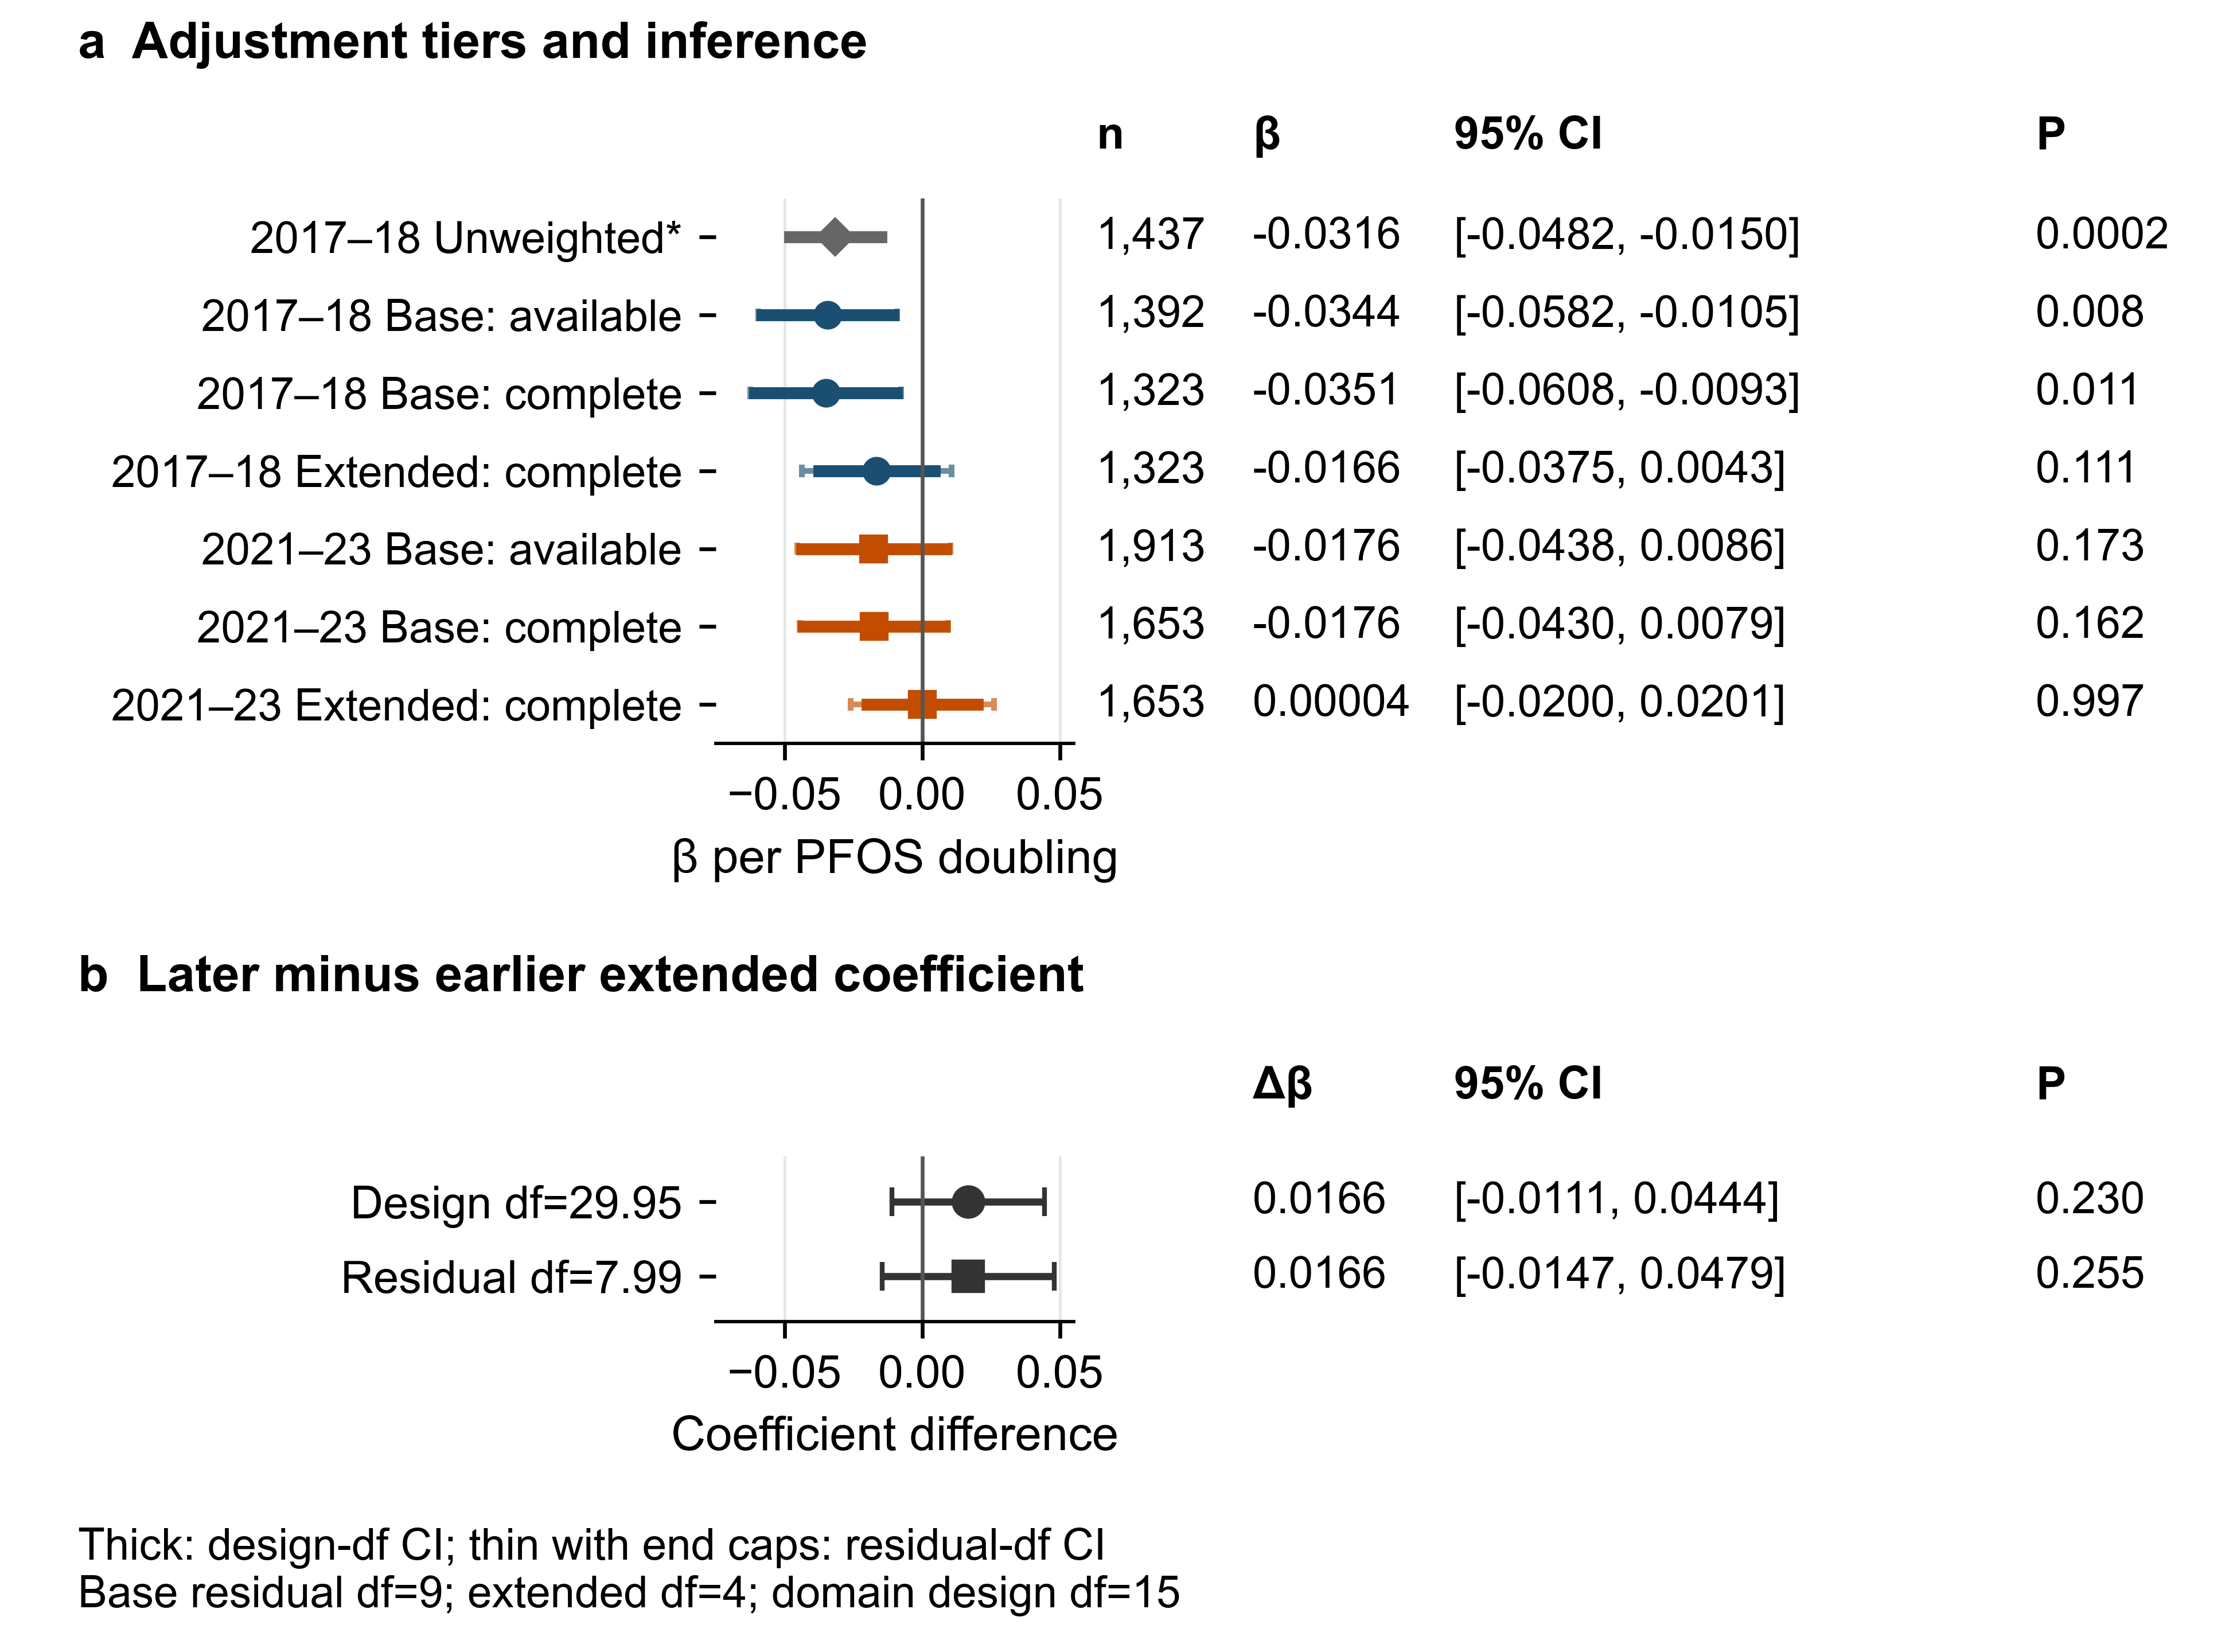 a Adjustment tiers and inference
n β 95% CI P
2017–18 Unweighted* 1,437 -0.0316 [-0.0482, -0.0150] 0.0002
2017–18 Base: available 1,392 -0.0344 [-0.0582, -0.0105] 0.008
2017–18 Base: complete 1,323 -0.0351 [-0.0608, -0.0093] 0.011
2017–18 Extended: complete 1,323 -0.0166 [-0.0375, 0.0043] 0.111
2021–23 Base: available 1,913 -0.0176 [-0.0438, 0.0086] 0.173
2021–23 Base: complete 1,653 -0.0176 [-0.0430, 0.0079] 0.162
2021–23 Extended: complete 1,653 0.00004 [-0.0200, 0.0201] 0.997
−0.05 0.00 0.05
β per PFOS doubling
b Later minus earlier extended coefficient
Δβ 95% CI P
Design df=29.95 0.0166 [-0.0111, 0.0444] 0.230
Residual df=7.99 0.0166 [-0.0147, 0.0479] 0.255
−0.05 0.00 0.05
Coefficient difference
Thick: design-df CI; thin with end caps: residual-df CI
Base residual df=9; extended df=4; domain design df=15